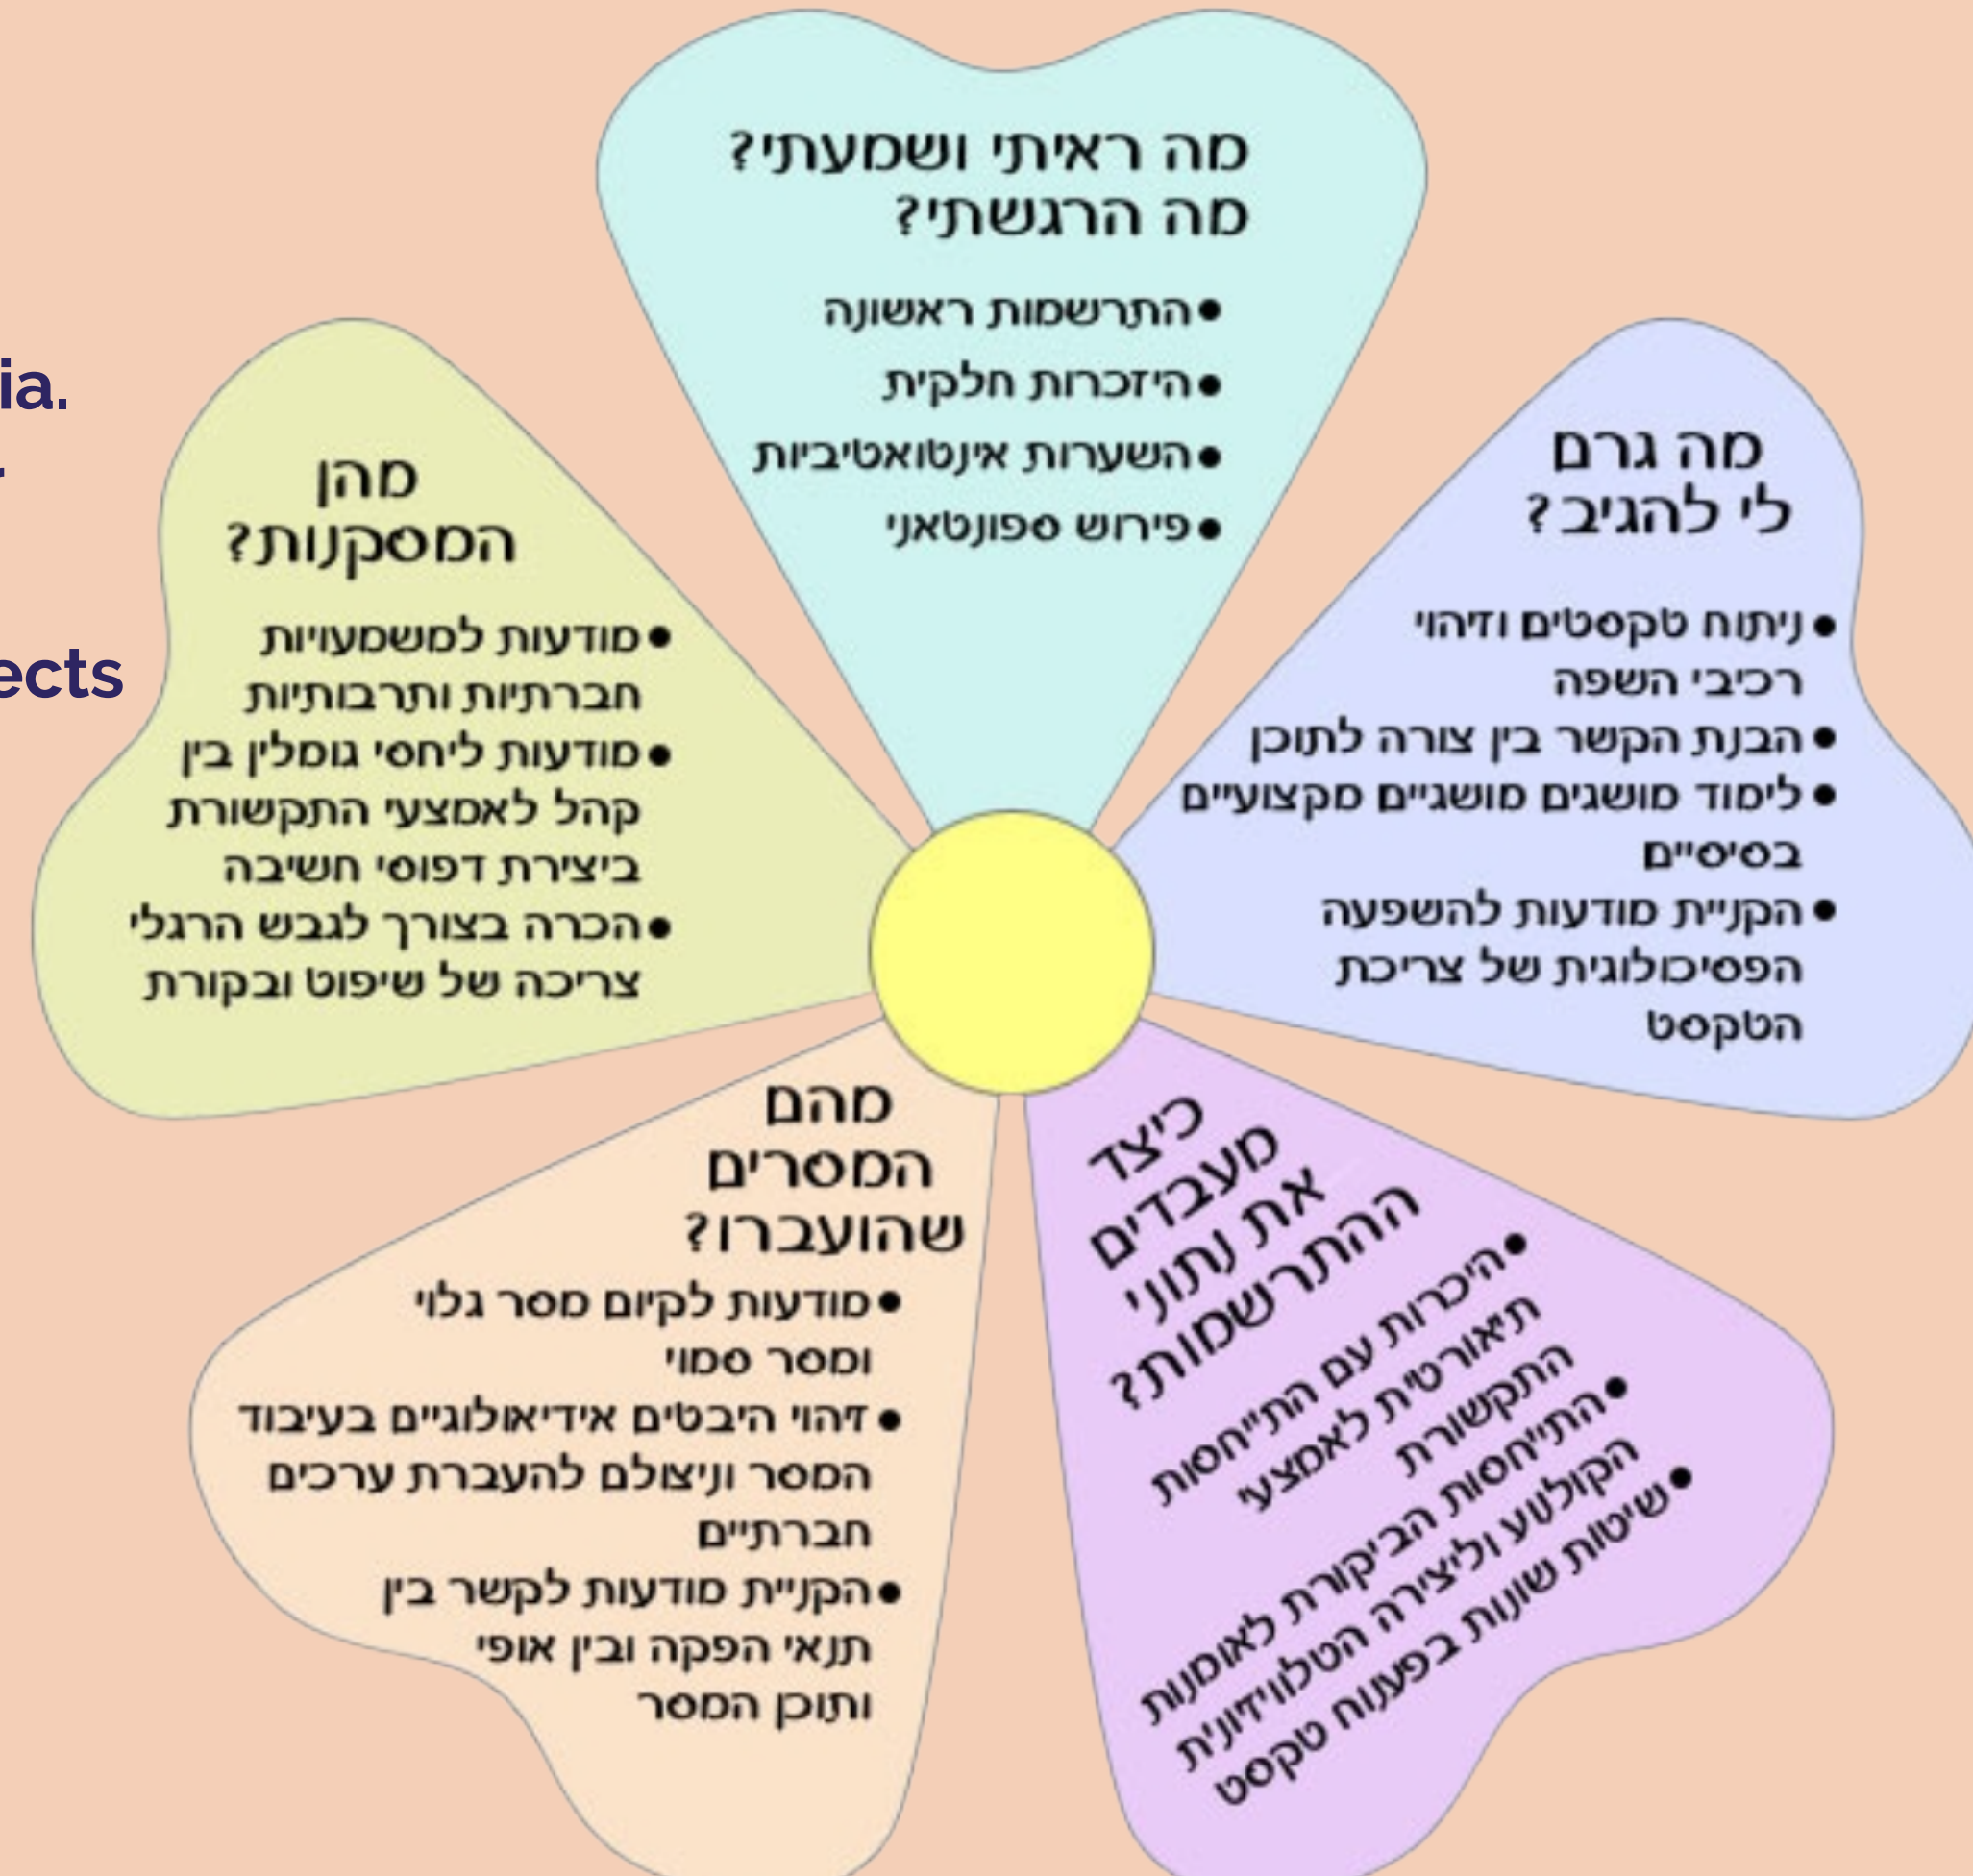 ia.
ects
מה ראיתי ושמעתי?
מה הרגשתי?
•התרשמות ראשונה
•היזכרות חלקית
•השערות אינטואטיביות
•פירוש ספונטאני
מה גרם
לי להגיב?
•ניתוח טקסטים וזיהוי
רכיבי השפה
•הבנת הקשר בין צורה לתוכן
•לימוד מושגים מושגיים מקצועיים
בסיסיים
•הקניית מודעות להשפעה
הפסיכולוגית של צריכת
הטקסט
כיצד
מעבדים
את נתוני
ההתרשמות?
•היכרות עם התייחסות
תיאורטית לאמצעי
התקשורת
•התייחסות הביקורת לאומנות
הקולנוע וליצירה הטלוויזיונית
•שיטות שונות בפענוח טקסט
מהם
המסרים
שהועברו?
•מודעות לקיום מסר גלוי
ומסר סמוי
•זיהוי היבטים אידיאולוגיים בעיבוד
המסר וניצולם להעברת ערכים
חברתיים
•הקניית מודעות לקשר בין
תנאי הפקה ובין אופי
ותוכן המסר
מהן
המסקנות?
•מודעות למשמעויות
חברתיות ותרבותיות
•מודעות ליחסי גומלין בין
קהל לאמצעי התקשורת
ביצירת דפוסי חשיבה
•הכרה בצורך לגבש הרגלי
צריכה של שיפוט ובקורת